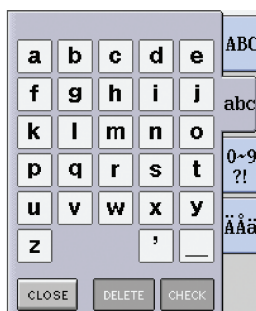 a b c d e ABC
f g h i j abc
k l m n o
p q r s t 0~9 ?!
u v w x y ÄÅä
z ’ _
CLOSE DELETE CHECK